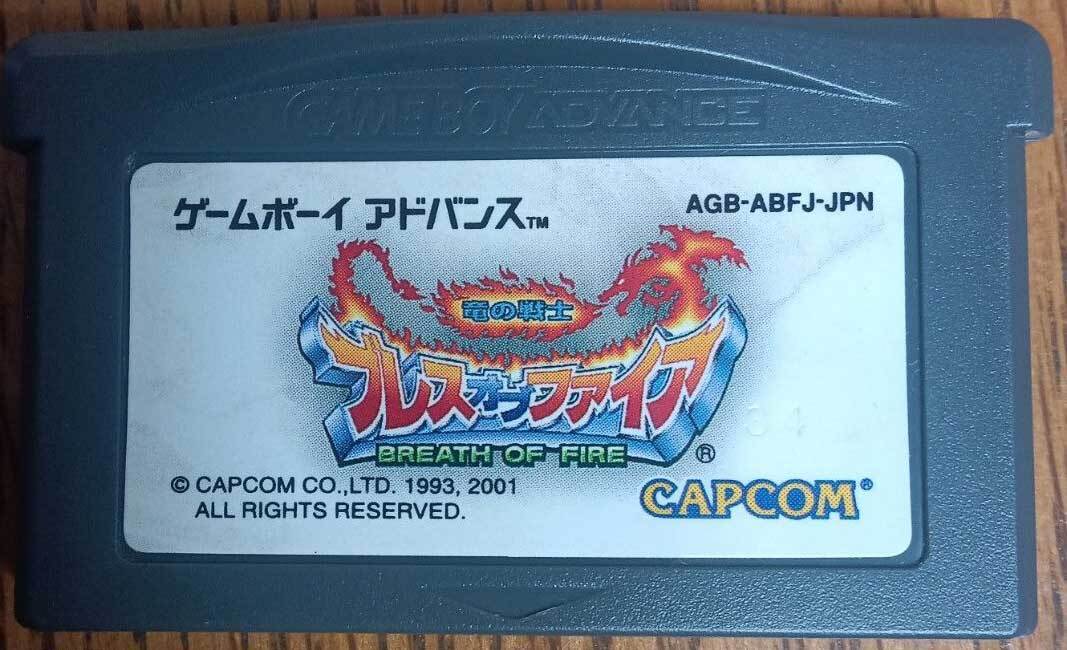 GAME BOY ADVANCE
ゲームボーイ アドバンス™
AGB-ABFJ-JPN
竜の戦士
ブレス オブ ファイア
BREATH OF FIRE ®
© CAPCOM CO.,LTD. 1993, 2001
ALL RIGHTS RESERVED.
CAPCOM®